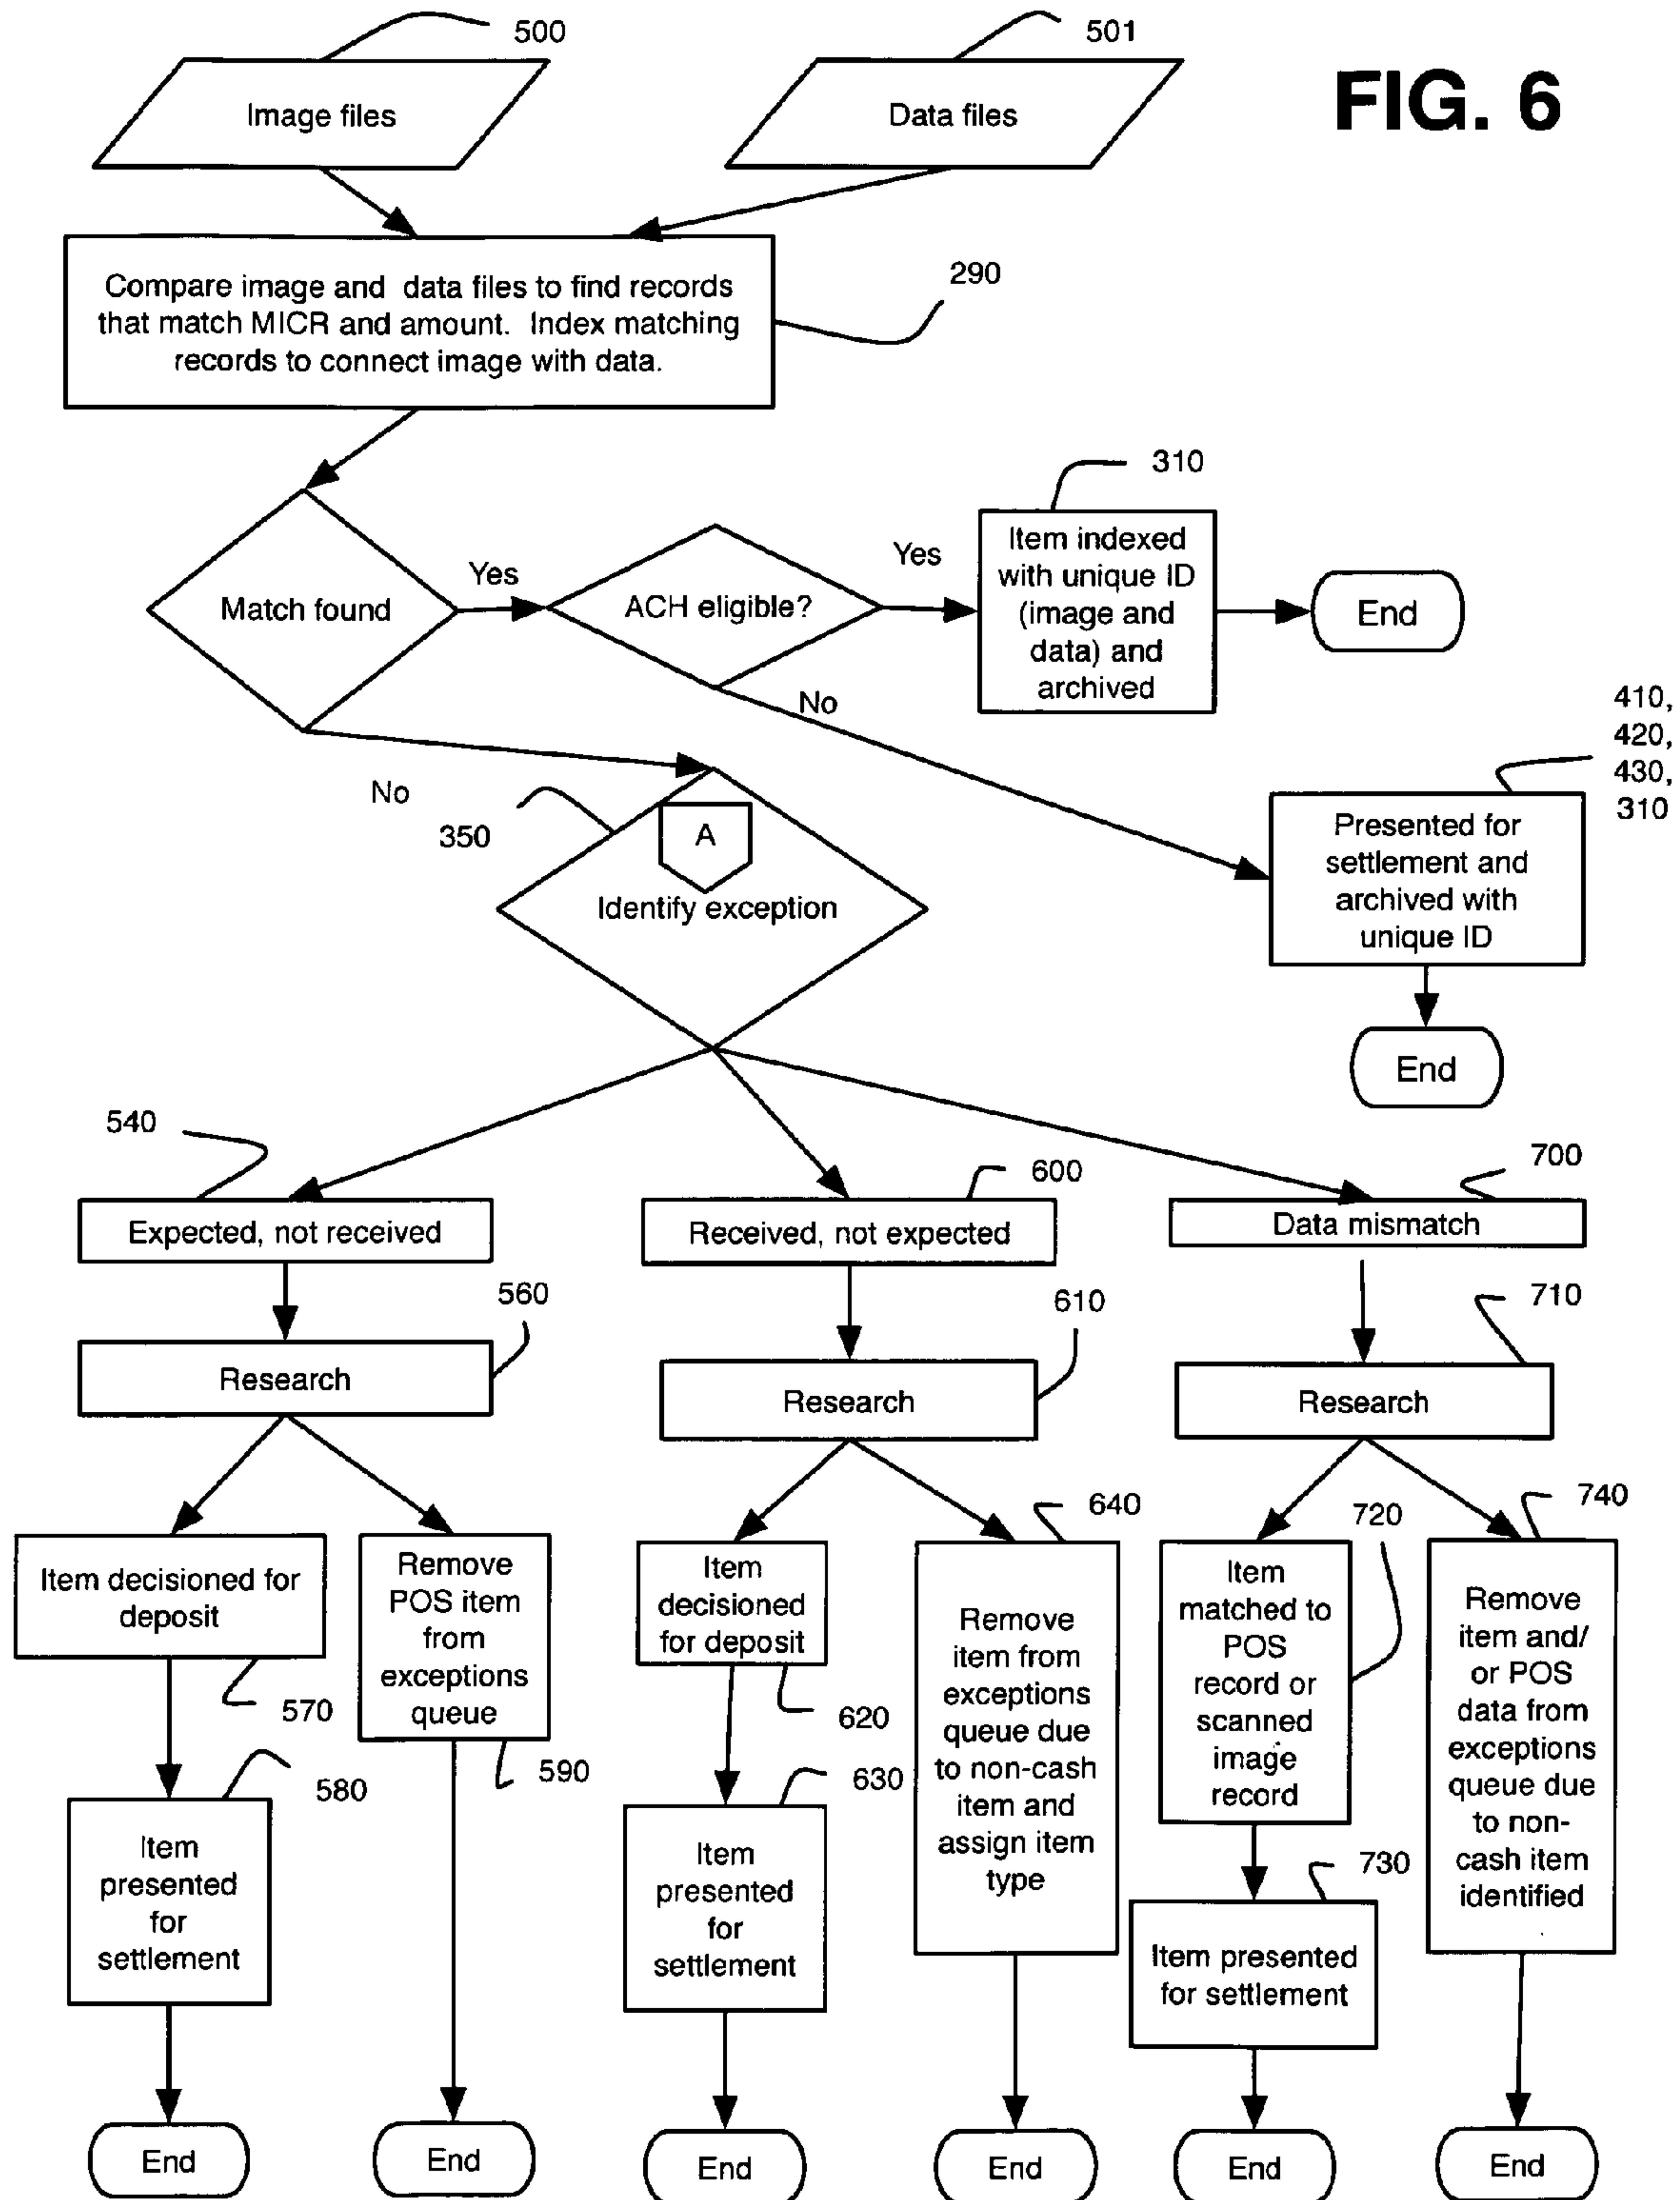 500
501
FIG. 6
Image files
Data files
290
Compare image and data files to find records
that match MICR and amount. Index matching
records to connect image with data.
310
Item indexed
with unique ID
(image and
data) and
archived
Yes
Yes
Match found
ACH eligible?
End
No
410,
420,
430,
310
No
350
A
Identify exception
Presented for
settlement and
archived with
unique ID
End
540
600
700
Expected, not received
Received, not expected
Data mismatch
560
610
710
Research
Research
Research
640
720
740
Item decisioned for
deposit
570
Remove
POS item
from
exceptions
queue
590
Item
decisioned
for deposit
620
Remove
item from
exceptions
queue due
to non-cash
item and
assign item
type
Item
matched to
POS
record or
scanned
image
record
Remove
item and/
or POS
data from
exceptions
queue due
to non-
cash item
identified
580
630
730
Item
presented
for
settlement
Item
presented
for
settlement
Item presented
for settlement
End
End
End
End
End
End